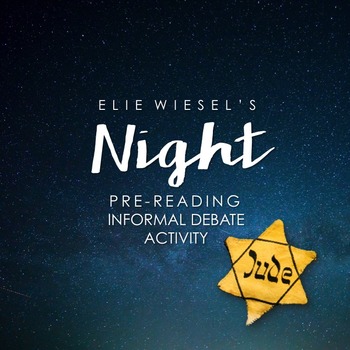 ELIE WIESEL'S
Night
PRE-READING
INFORMAL DEBATE
ACTIVITY
Jude